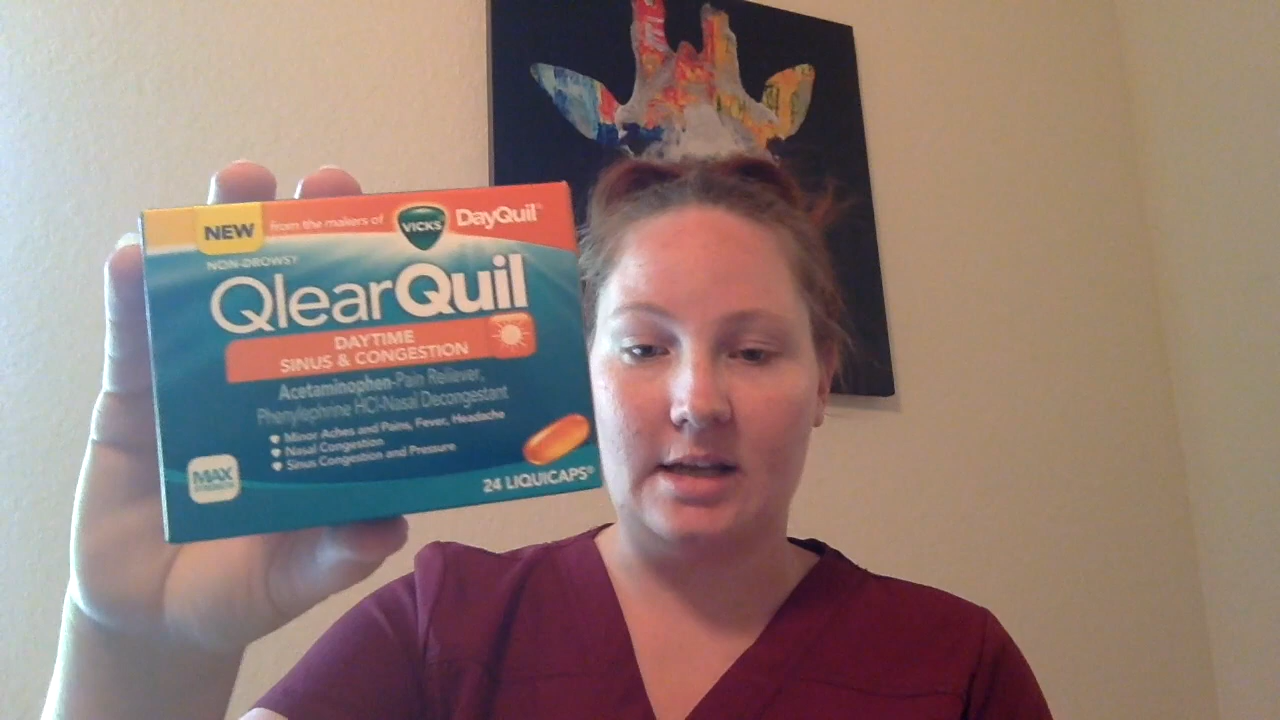 NEW from the makers of VICKS DayQuil®
NON-DROWSY
QlearQuil
DAYTIME
SINUS & CONGESTION
Acetaminophen-Pain Reliever,
Phenylephrine HCl-Nasal Decongestant
Minor Aches and Pains, Fever, Headache
Nasal Congestion
Sinus Congestion and Pressure
MAX
STRENGTH
24 LIQUICAPS®